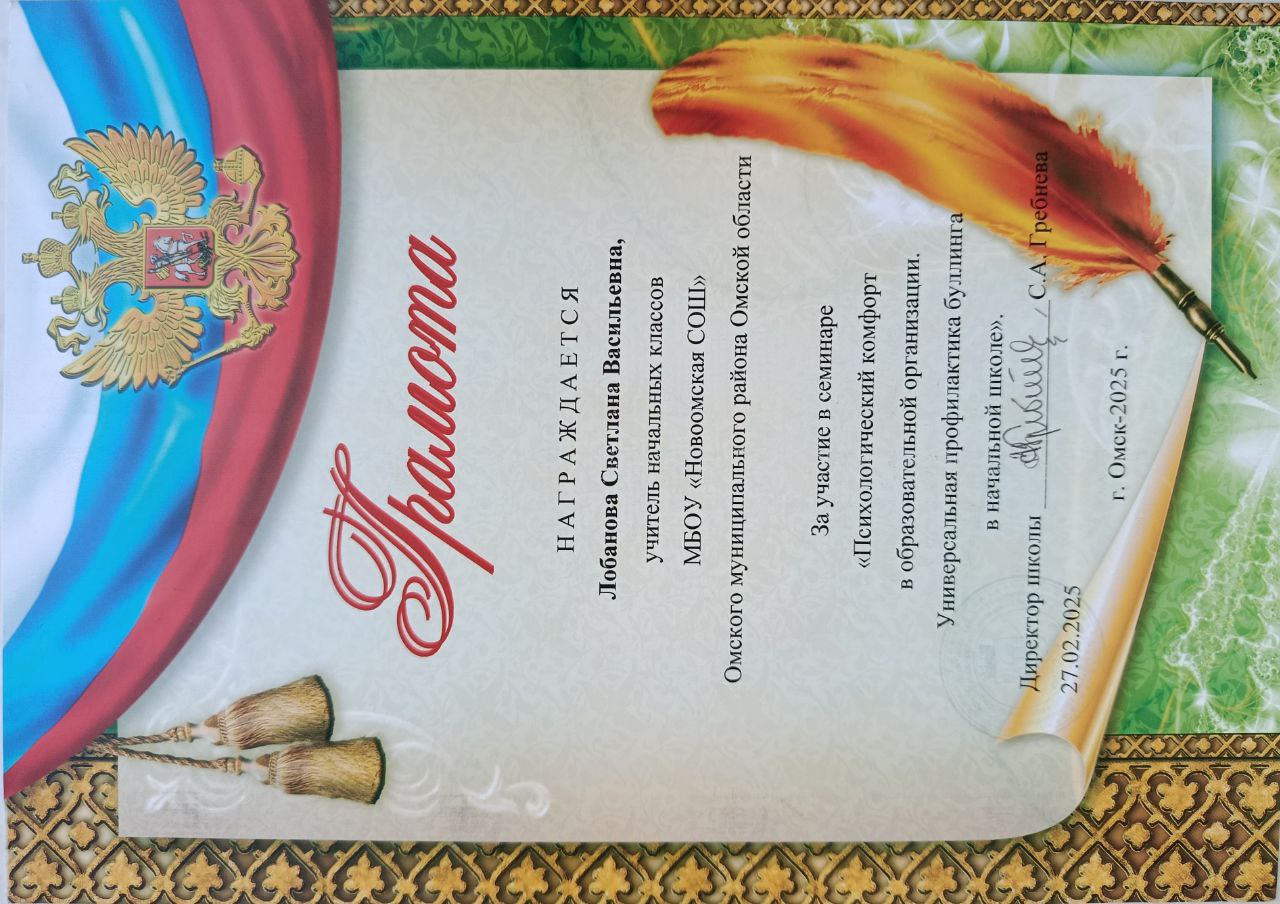 Грамота
НАГРАЖДАЕТСЯ
Лобанова Светлана Васильевна,
учитель начальных классов
МБОУ «Новоомская СОШ»
Омского муниципального района Омской области
За участие в семинаре
«Психологический комфорт
в образовательной организации.
Универсальная профилактика буллинга
в начальной школе».
Директор школы ________________ С.А. Гребнева
27.02.2025
г. Омск-2025 г.